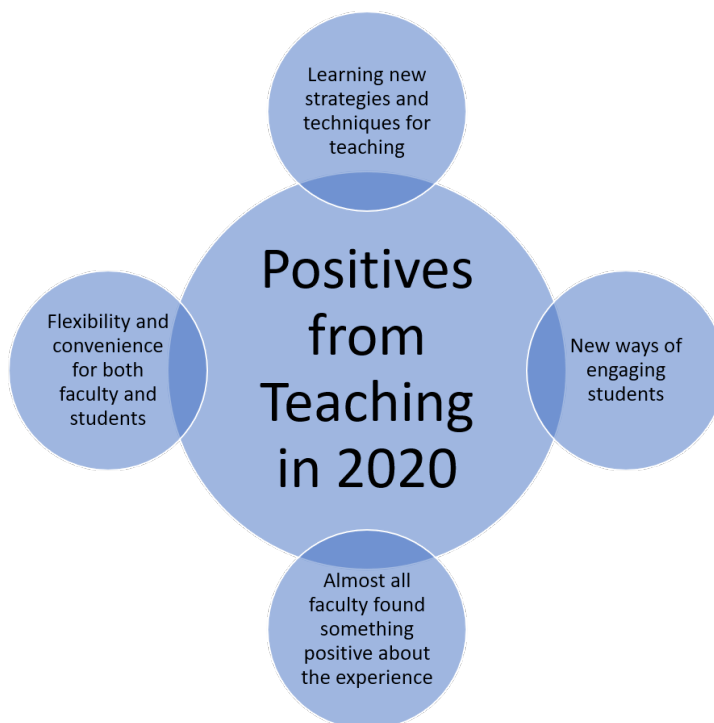 Learning new
strategies and
techniques for
teaching
Positives
from
Teaching
in 2020
Flexibility and
convenience
for both
faculty and
students
New ways of
engaging
students
Almost all
faculty found
something
positive about
the experience